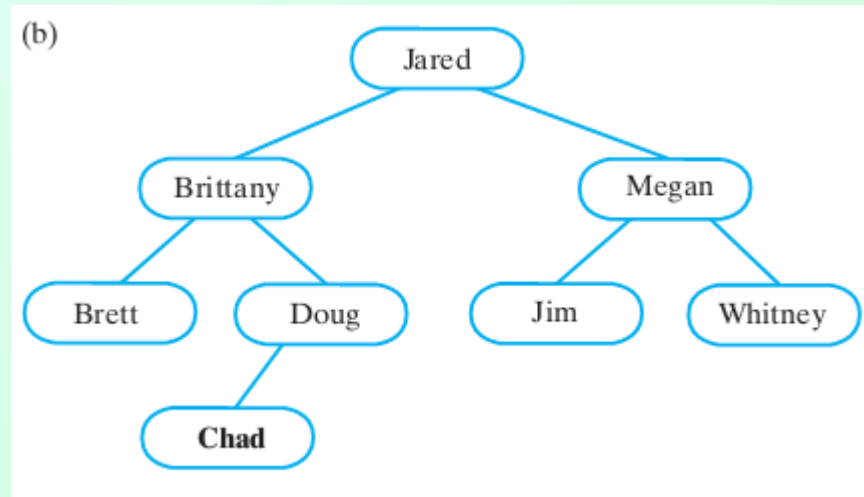 (b)
Jared
Brittany
Megan
Brett
Doug
Jim
Whitney
Chad